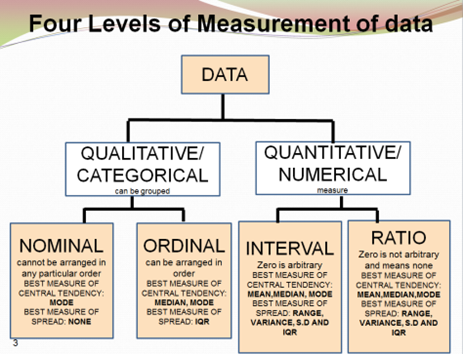 Four Levels of Measurement of data
DATA
QUALITATIVE/
CATEGORICAL
can be grouped
QUANTITATIVE/
NUMERICAL
measure
NOMINAL
cannot be arranged in
any particular order
BEST MEASURE OF
CENTRAL TENDENCY:
MODE
BEST MEASURE OF
SPREAD: NONE
ORDINAL
can be arranged in
order
BEST MEASURE OF
CENTRAL TENDENCY:
MEDIAN, MODE
BEST MEASURE OF
SPREAD: IQR
INTERVAL
Zero is arbitrary
BEST MEASURE OF
CENTRAL TENDENCY:
MEAN,MEDIAN, MODE
BEST MEASURE OF
SPREAD: RANGE,
VARIANCE, S.D AND
IQR
RATIO
Zero is not arbitrary
and means none
BEST MEASURE OF
CENTRAL TENDENCY:
MEAN,MEDIAN,MODE
BEST MEASURE OF
SPREAD: RANGE,
VARIANCE, S.D AND
IQR
3